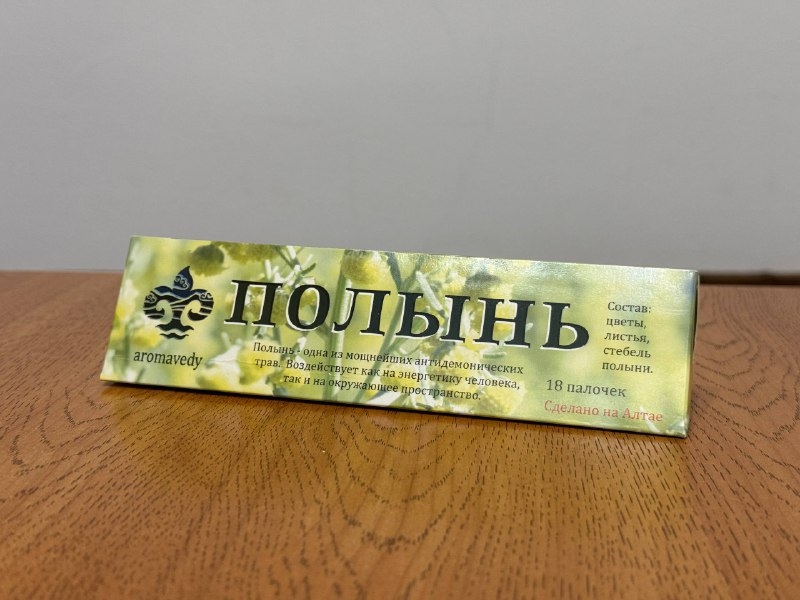 ПОЛЫНЬ
aromavedy
Полынь - одна из мощнейших антидемонических
трав. Воздействует как на энергетику человека,
так и на окружающее пространство.
Состав:
цветы,
листья,
стебель
полыни.
18 палочек
Сделано на Алтае